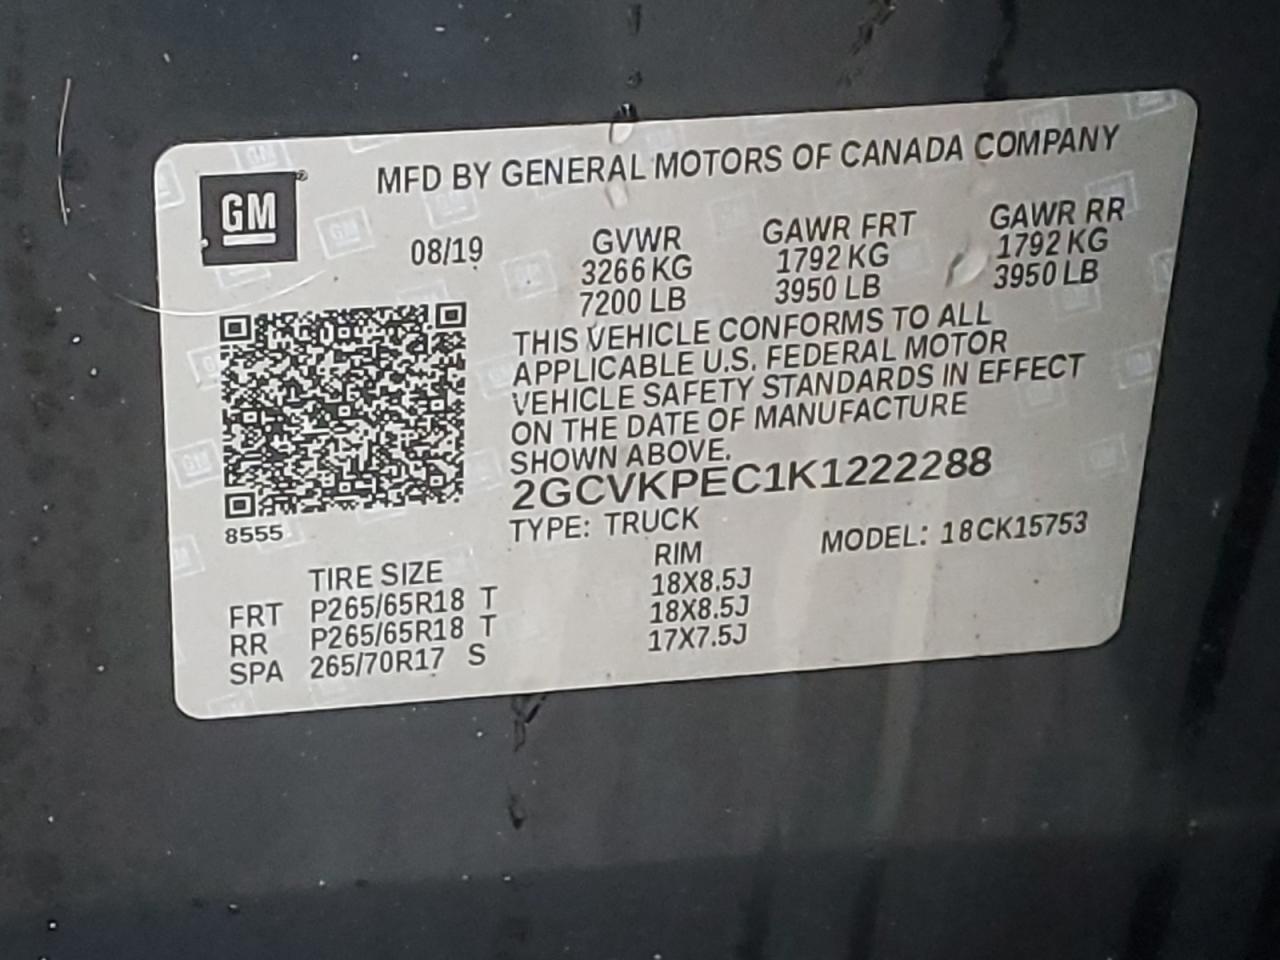 GM
MFD BY GENERAL MOTORS OF CANADA COMPANY
08/19
GVWR GAWR FRT GAWR RR
3266 KG 1792 KG 1792 KG
7200 LB 3950 LB 3950 LB
THIS VEHICLE CONFORMS TO ALL
APPLICABLE U.S. FEDERAL MOTOR
VEHICLE SAFETY STANDARDS IN EFFECT
ON THE DATE OF MANUFACTURE
SHOWN ABOVE.
2GCVKPEC1K1222288
8555
TYPE: TRUCK MODEL: 18CK15753
TIRE SIZE RIM
FRT P265/65R18 T 18X8.5J
RR P265/65R18 T 18X8.5J
SPA 265/70R17 S 17X7.5J